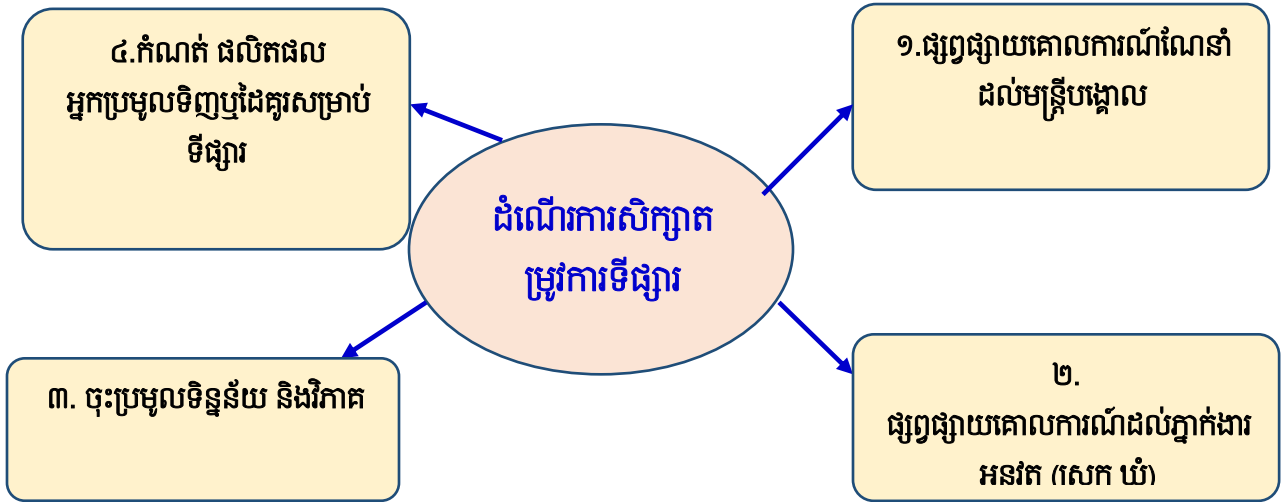 ៤.កំណត់ ផលិតផល
អ្នកប្រមូលទិញឬដៃគូរសម្រាប់
ទីផ្សារ
១.ផ្សព្វផ្សាយគោលការណ៍ណែនាំ
ដល់មន្ត្រីបង្គោល
ដំណើរការសិក្សាត
ម្រូវការទីផ្សារ
៣. ចុះប្រមូលទិន្នន័យ និងវិភាគ
២.
ផ្សព្វផ្សាយគោលការណ៍ដល់ភ្នាក់ងារ
អនវត (សេក ឃំ)